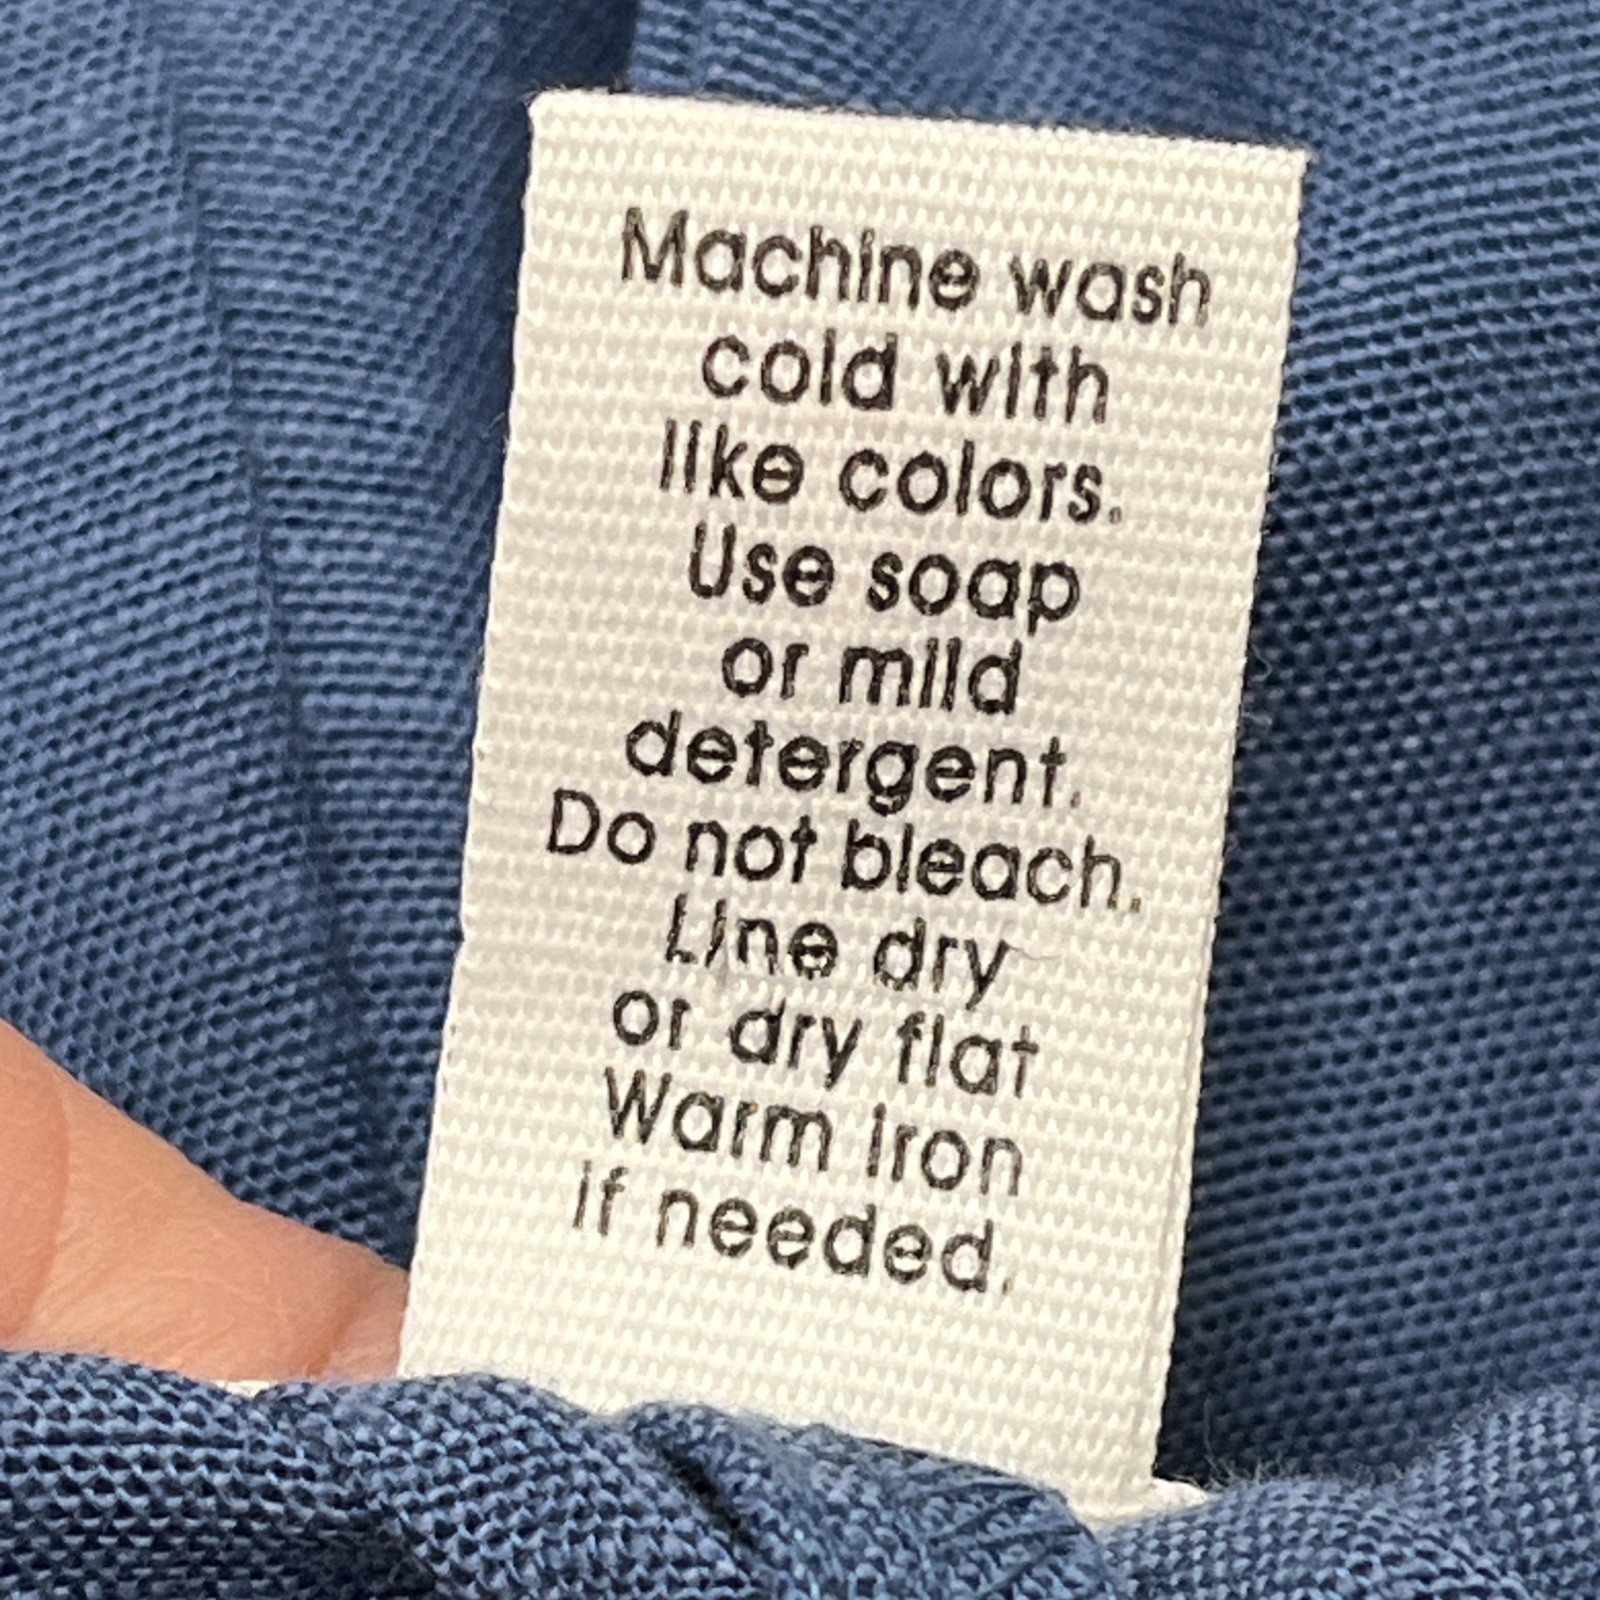 Machine wash
cold with
like colors.
Use soap
or mild
detergent.
Do not bleach.
Line dry
or dry flat
Warm iron
if needed.